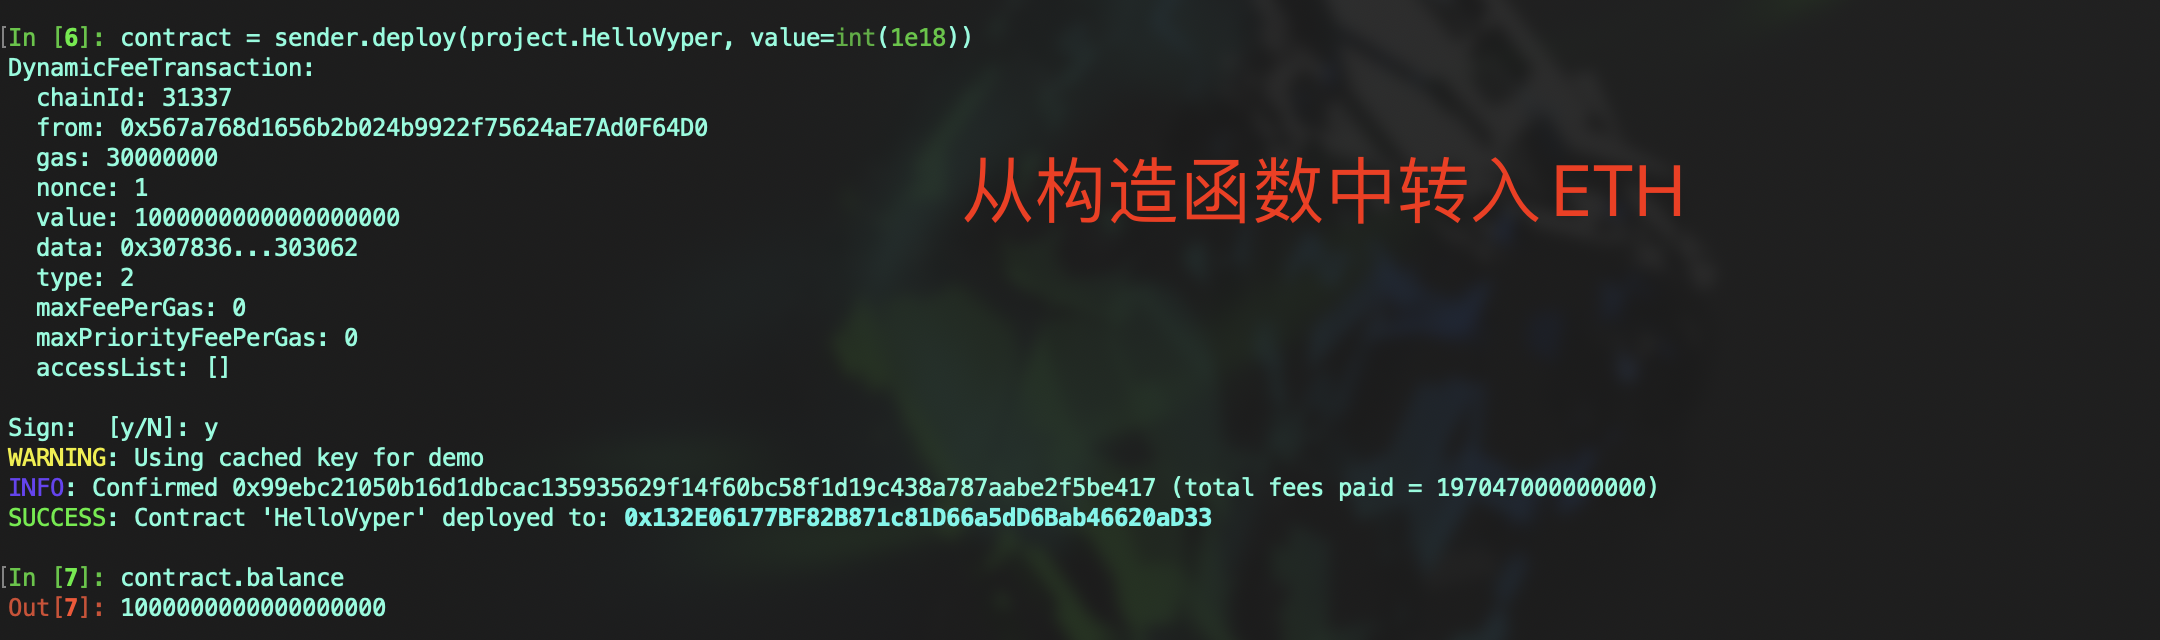 [In [6]: contract = sender.deploy(project.HelloVyper, value=int(1e18))
DynamicFeeTransaction:
chainId: 31337
from: 0x567a768d1656b2b024b9922f75624aE7Ad0F64D0
gas: 30000000
nonce: 1
value: 1000000000000000000
data: 0x307836...303062
type: 2
maxFeePerGas: 0
maxPriorityFeePerGas: 0
accessList: []
从构造函数中转入ETH
Sign:  [y/N]: y
WARNING: Using cached key for demo
INFO: Confirmed 0x99ebc21050b16d1dbcac135935629f14f60bc58f1d19c438a787aabe2f5be417 (total fees paid = 197047000000000)
SUCCESS: Contract 'HelloVyper' deployed to: 0x132E06177BF82B871c81D66a5dD6Bab46620aD33
[In [7]: contract.balance
Out[7]: 1000000000000000000